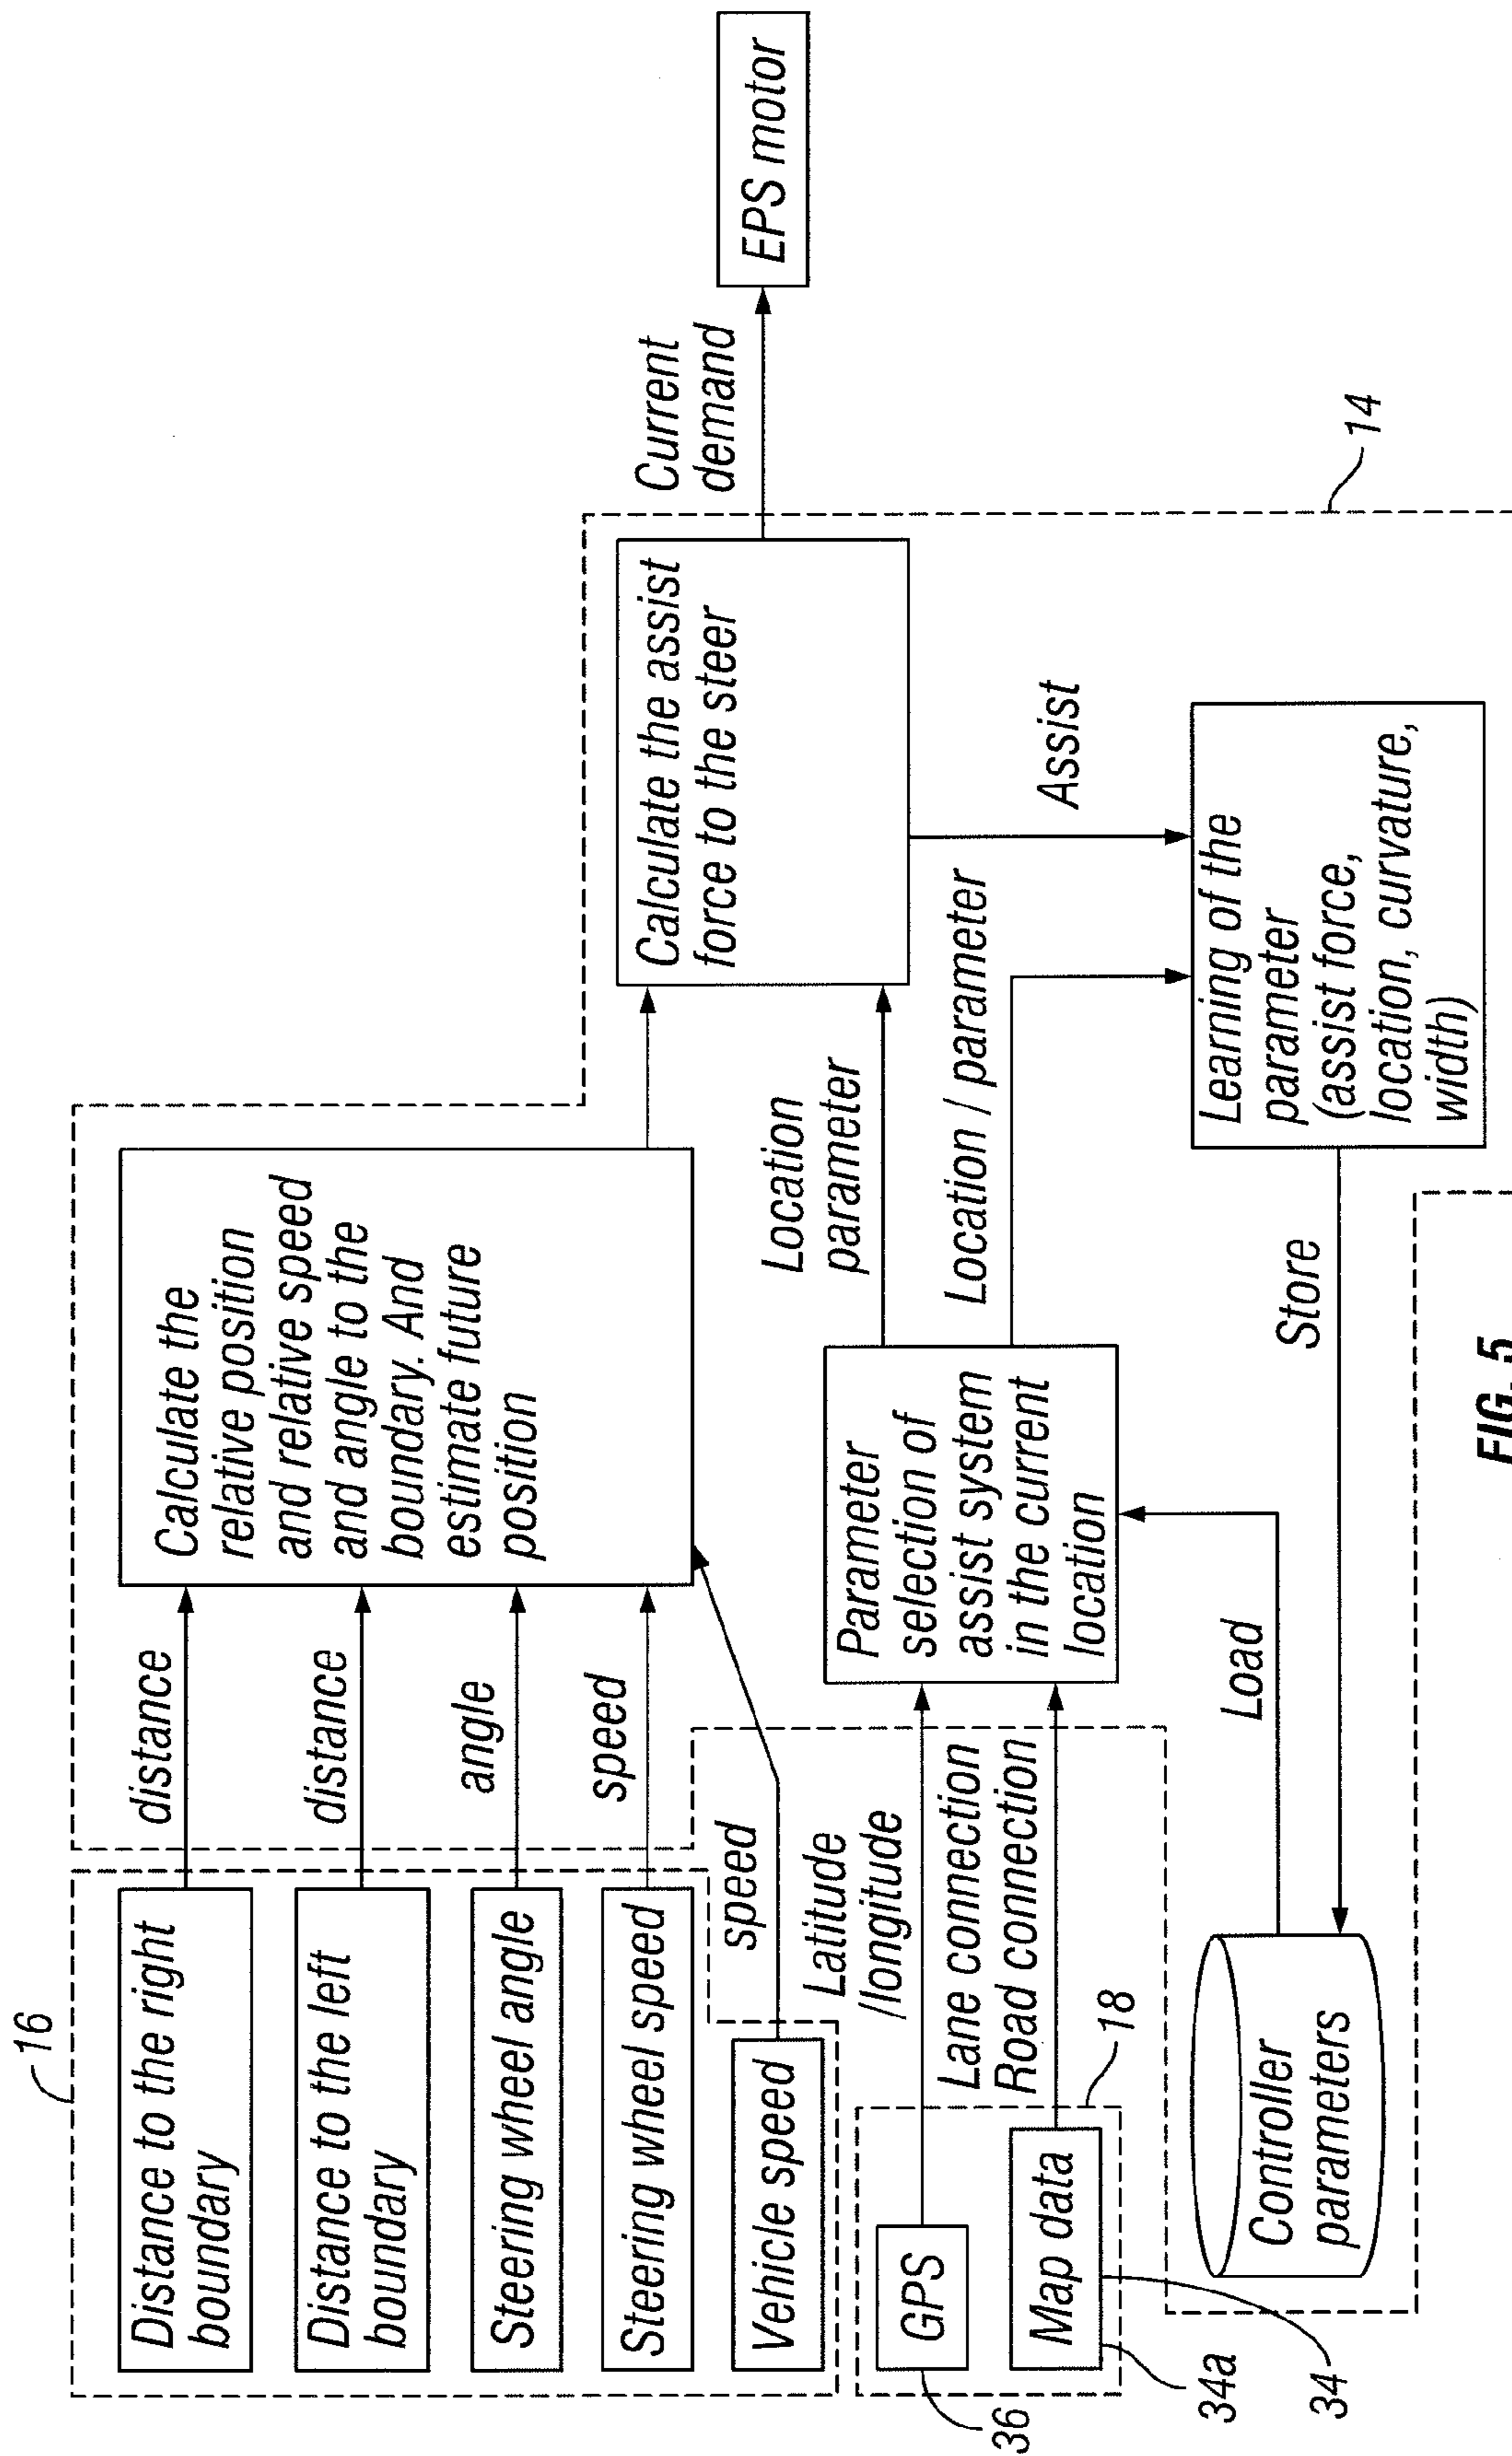 16
Distance to the right
boundary
Distance to the left
boundary
Steering wheel angle
Steering wheel speed
Vehicle speed
distance
distance
angle
speed
speed
Calculate the
relative position
and relative speed
and angle to the
boundary. And
estimate future
position
GPS
Map data
36
34a
34
18
Latitude
/longitude
Lane connection
Road connection
Parameter
selection of
assist system
in the current
location
Location
parameter
Location / parameter
Calculate the assist
force to the steer
Current
demand
EPS motor
Assist
Learning of the
parameter
(assist force,
location, curvature,
width)
Store
Load
Controller
parameters
14
FIG. 5